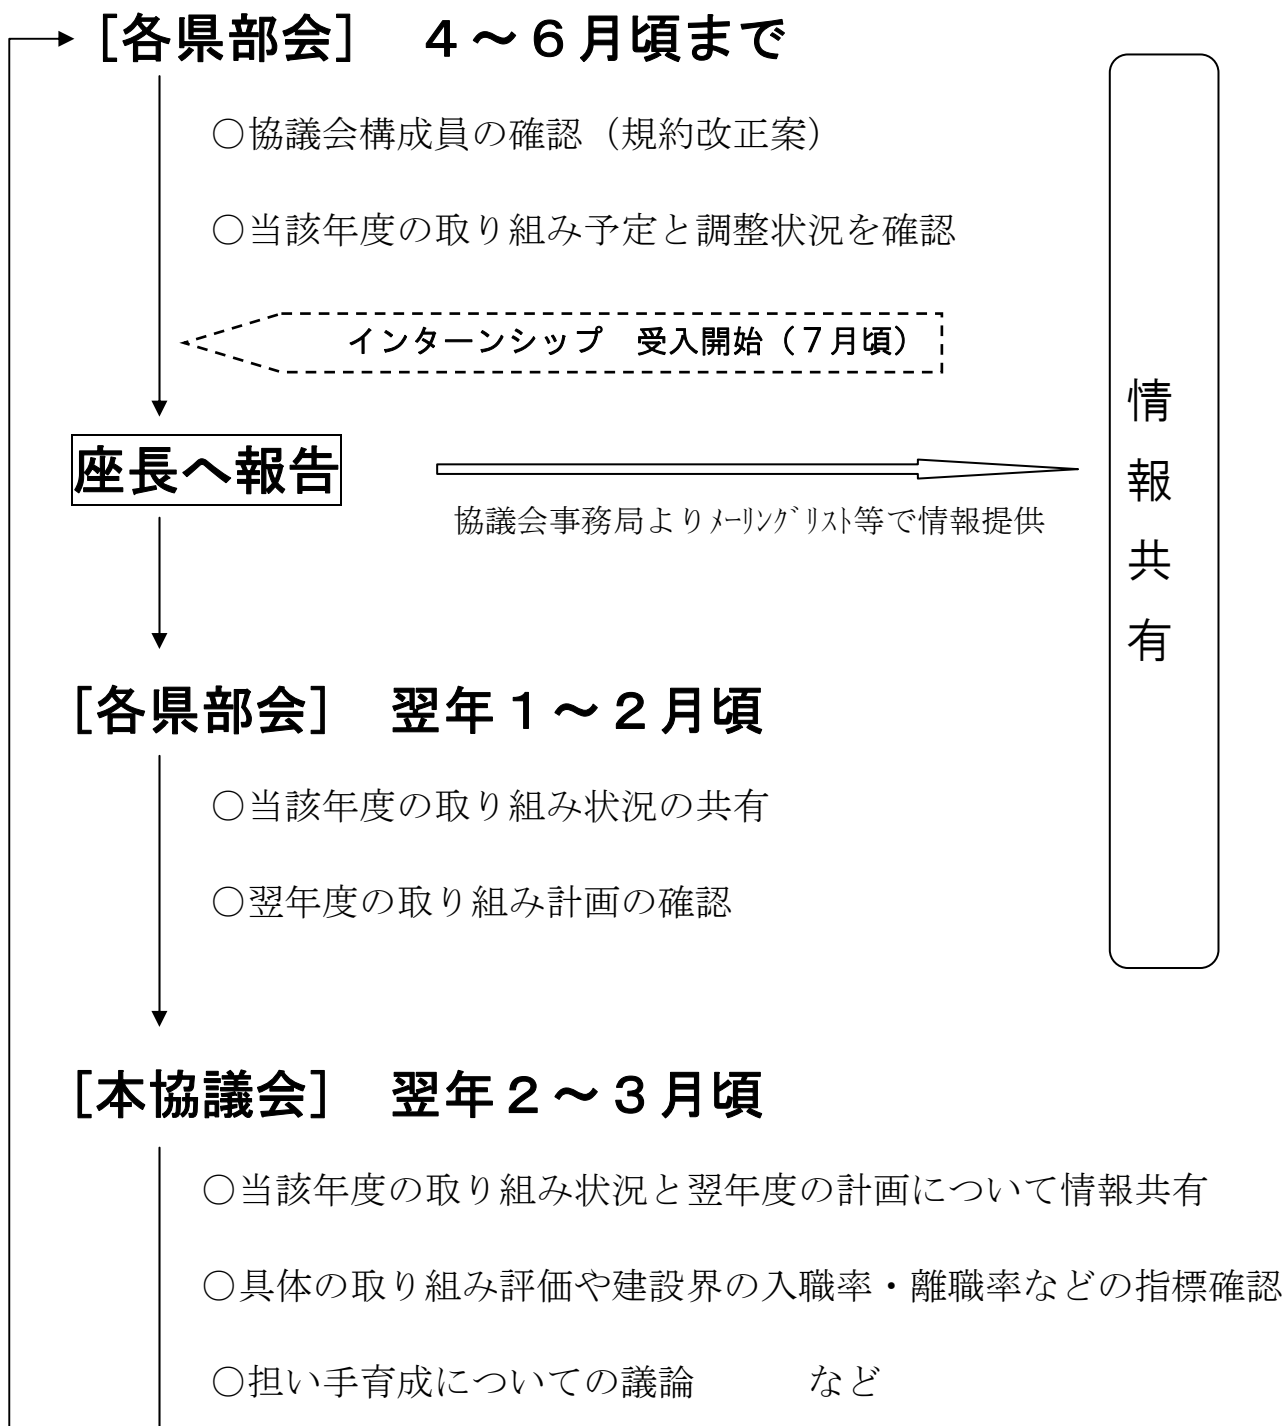 ［各県部会］　４～６月頃まで
○協議会構成員の確認（規約改正案）
○当該年度の取り組み予定と調整状況を確認
インターンシップ　受入開始（７月頃）
座長へ報告
協議会事務局よりﾒｰﾘﾝｸﾞﾘｽﾄ等で情報提供
情報共有
［各県部会］　翌年１～２月頃
○当該年度の取り組み状況の共有
○翌年度の取り組み計画の確認
［本協議会］　翌年２～３月頃
○当該年度の取り組み状況と翌年度の計画について情報共有
○具体の取り組み評価や建設界の入職率・離職率などの指標確認
○担い手育成についての議論　　　など